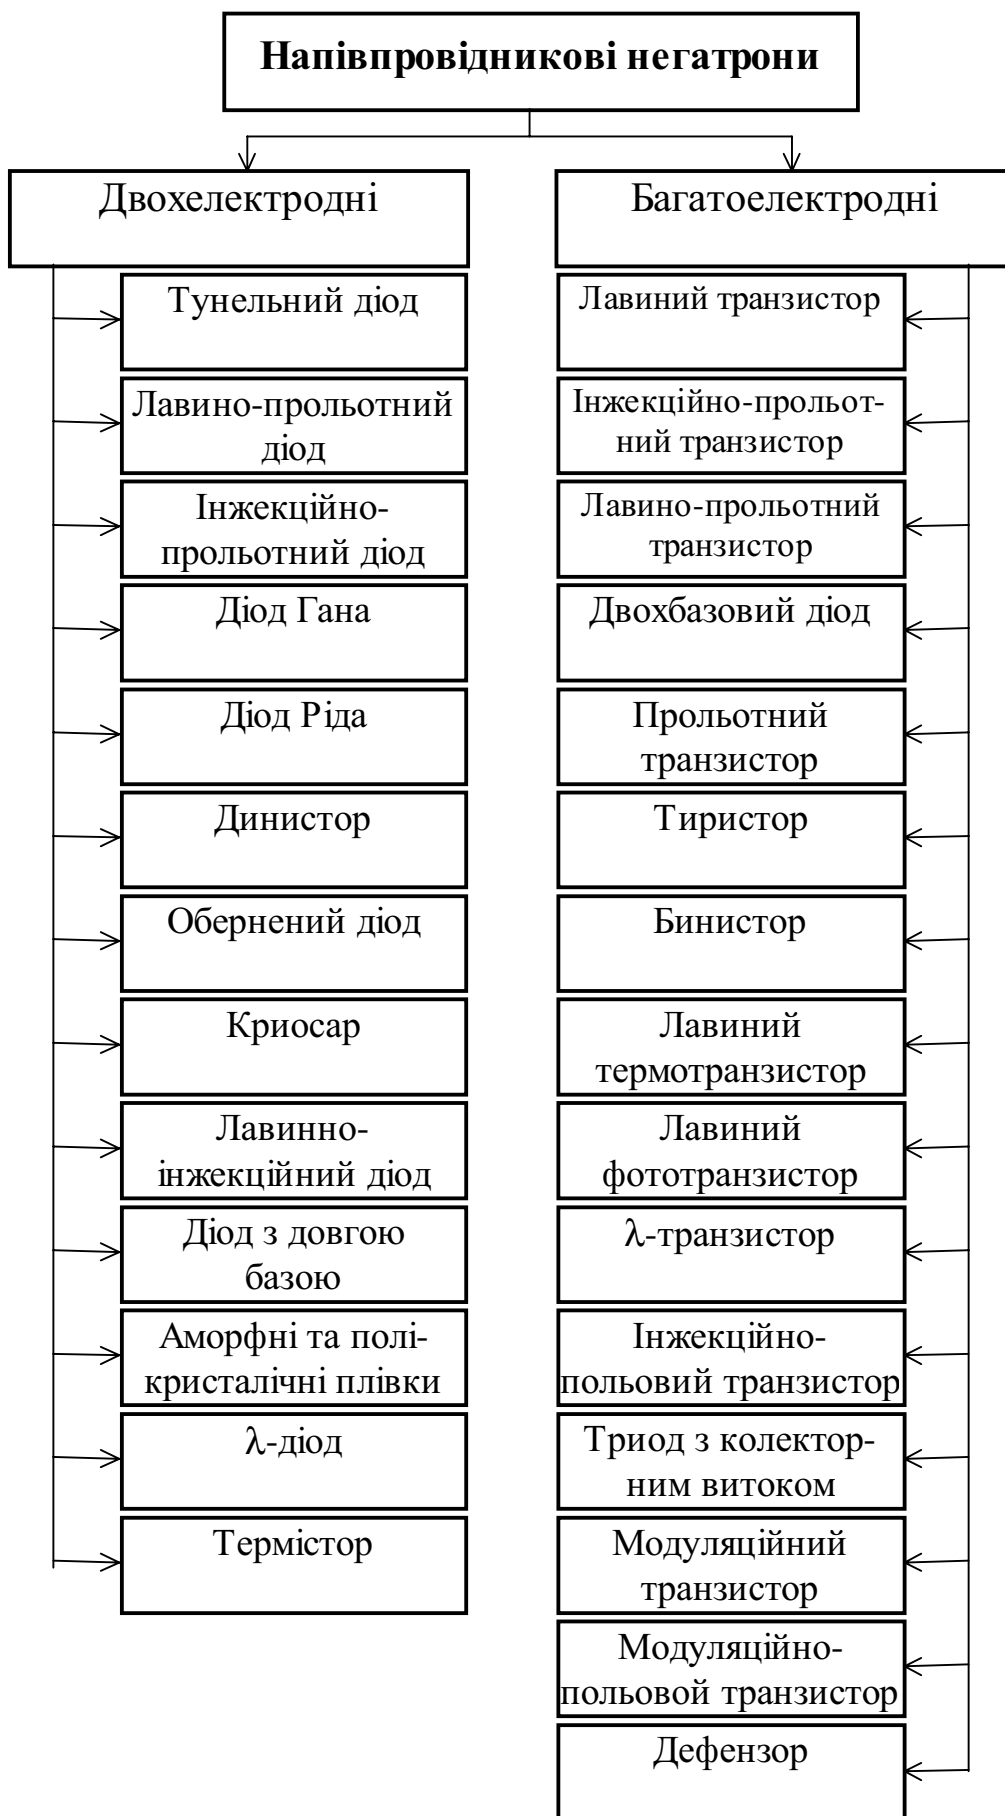 Напівпровідникові негатрони
Двохелектродні
Тунельний діод
Лавино-прольотний
діод
Інжекційно-
прольотний діод
Діод Гана
Діод Ріда
Динистор
Обернений діод
Криосар
Лавинно-
інжекційний діод
Діод з довгою
базою
Аморфні та полі-
кристалічні плівки
λ-діод
Термістор
Багатоелектродні
Лавиний транзистор
Інжекційно-прольот-
ний транзистор
Лавино-прольотний
транзистор
Двохбазовий діод
Прольотний
транзистор
Тиристор
Бинистор
Лавиний
термотранзистор
Лавиний
фототранзистор
λ-транзистор
Інжекційно-
польовий транзистор
Триод з колектор-
ним витоком
Модуляційний
транзистор
Модуляційно-
польовой транзистор
Дефензор